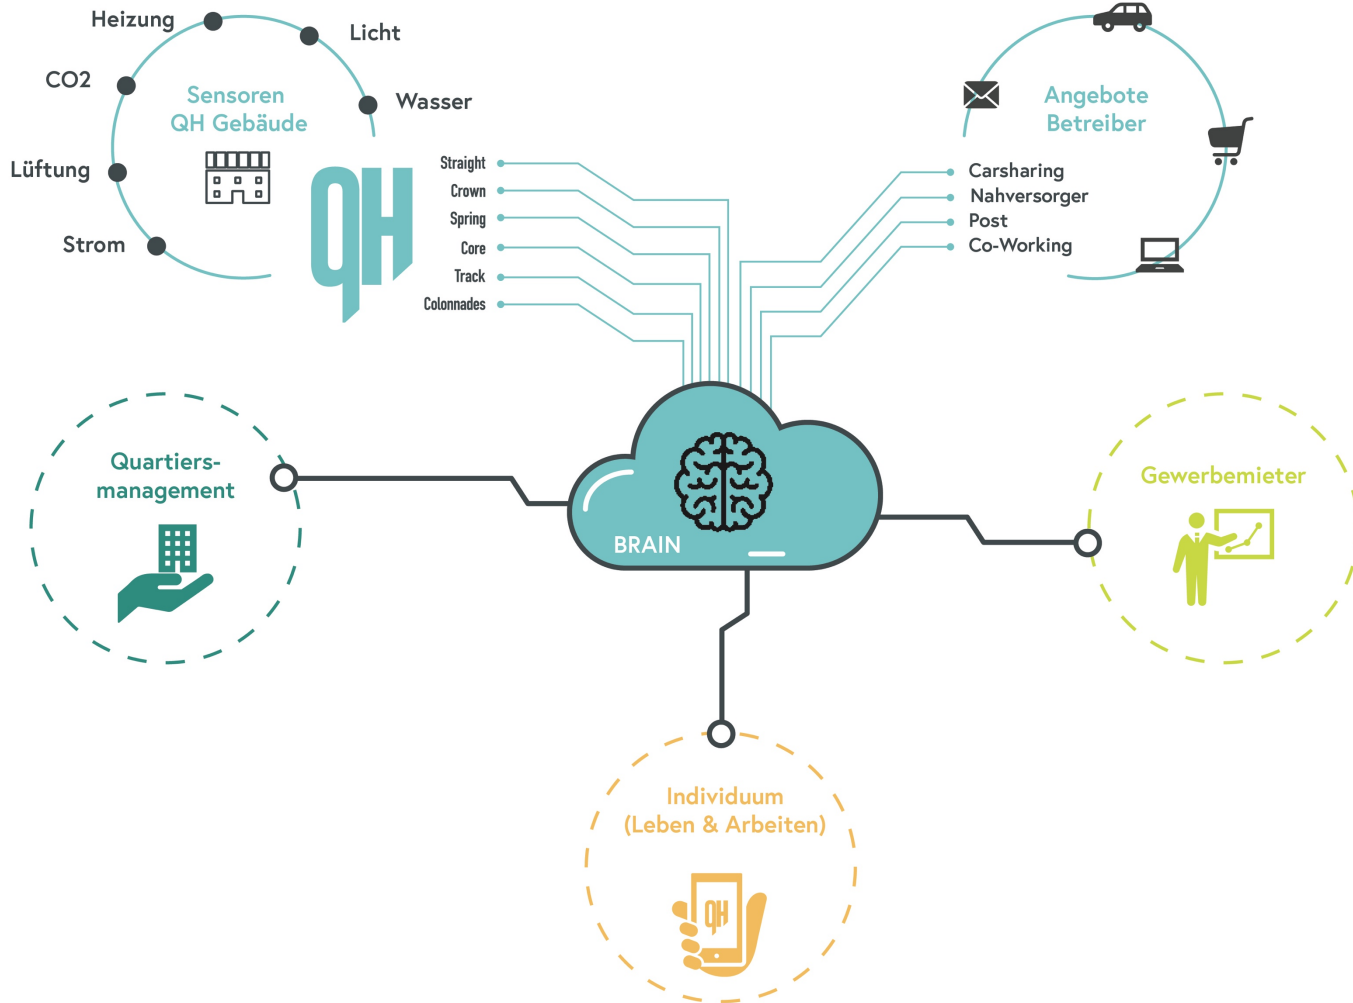 Heizung
Licht
CO2
Wasser
Lüftung
Strom
Sensoren
QH Gebäude
QH
Straight
Crown
Spring
Core
Track
Colonnades
Angebote
Betreiber
Carsharing
Nahversorger
Post
Co-Working
Quartiers-
management
BRAIN
Gewerbemieter
Individuum
(Leben & Arbeiten)
QH